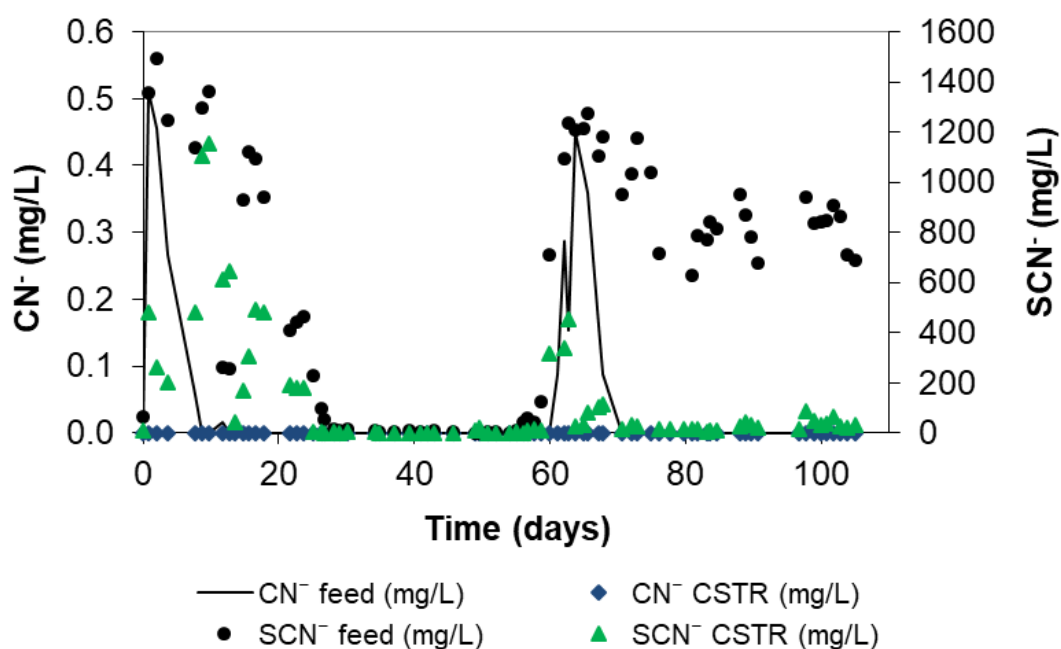 0.6
0.5
0.4
0.3
0.2
0.1
0.0
CN⁻ (mg/L)
1600
1400
1200
1000
800
600
400
200
0
SCN⁻ (mg/L)
0 20 40 60 80 100
Time (days)
CN⁻ feed (mg/L) CN⁻ CSTR (mg/L)
SCN⁻ feed (mg/L) SCN⁻ CSTR (mg/L)